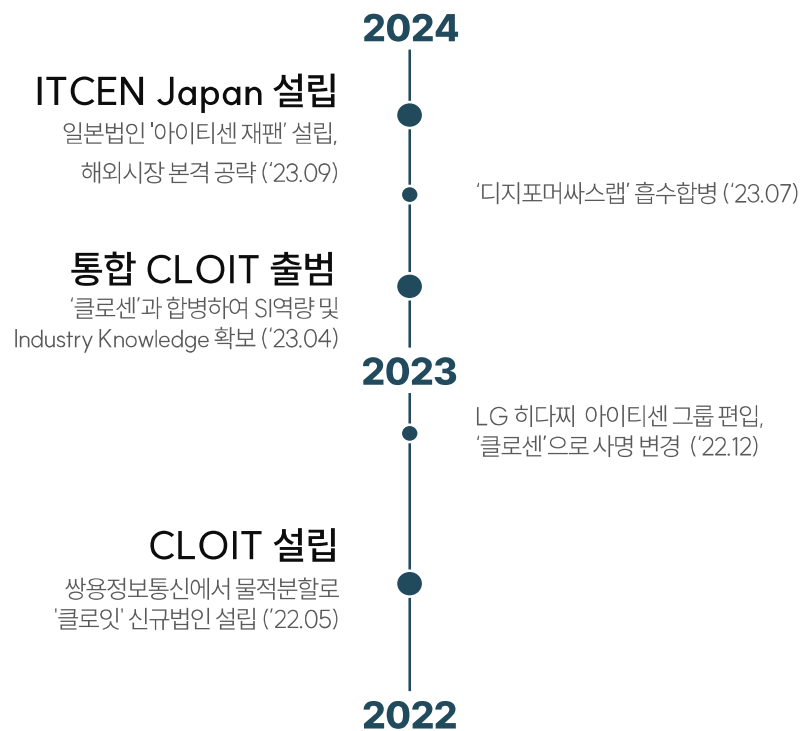 2024
ITCEN Japan 설립
일본법인 '아이티센 재팬’ 설립,
해외시장 본격 공략 (‘23.09)
‘디지포머싸스랩’ 흡수합병 (‘23.07)
통합 CLOIT 출범
‘클로센’과 합병하여 SI역량 및
Industry Knowledge 확보 (‘23.04)
2023
LG 히다찌 아이티센 그룹 편입,
‘클로센’으로 사명 변경 (‘22.12)
CLOIT 설립
쌍용정보통신에서 물적분할로
'클로잇' 신규법인 설립 (‘22.05)
2022